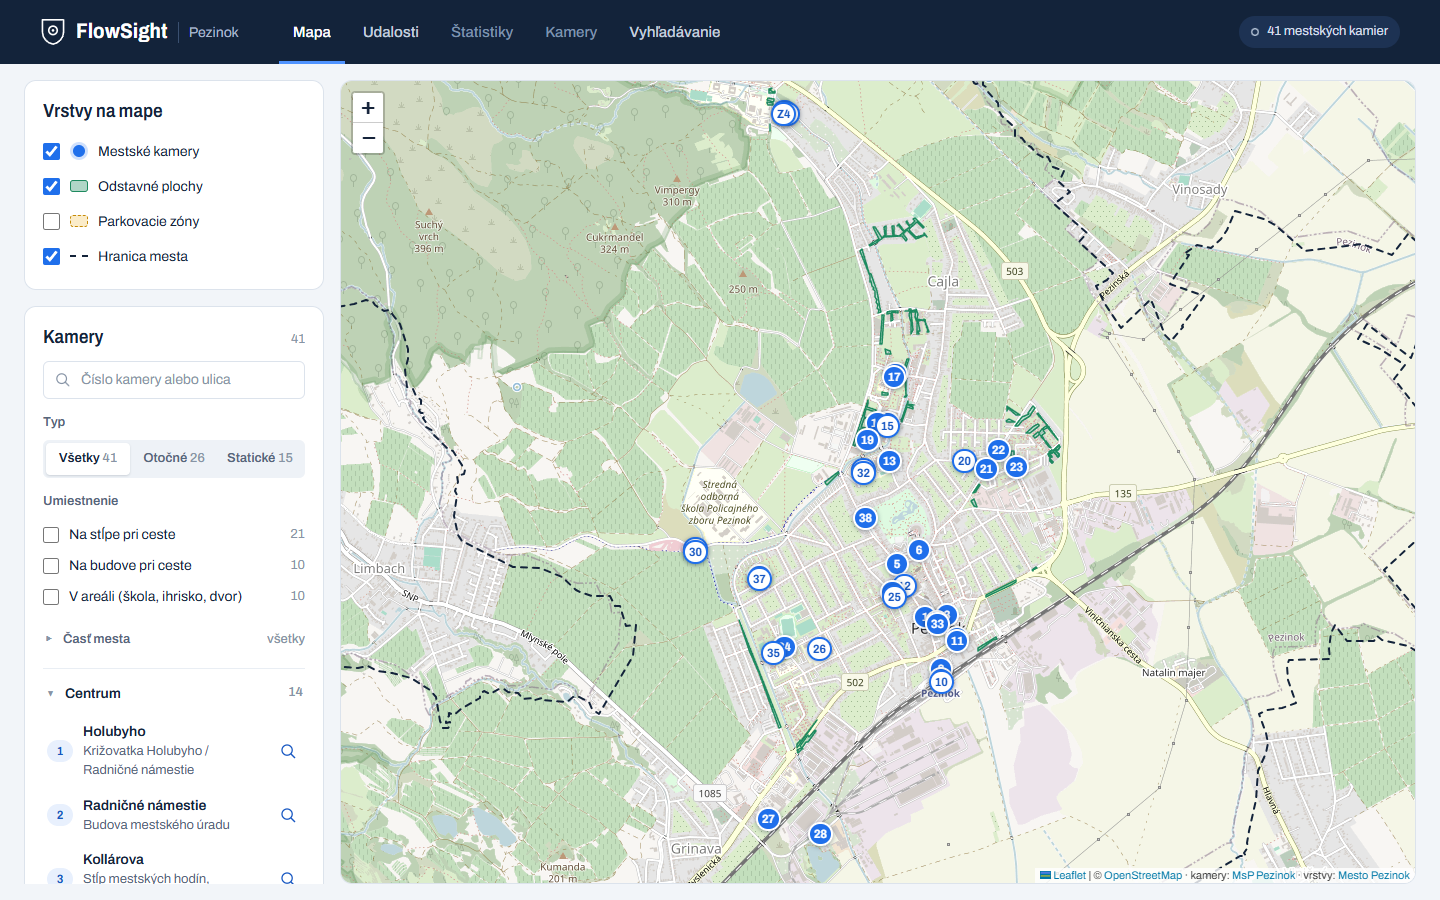 FlowSight
Pezinok
Mapa
Udalosti
Štatistiky
Kamery
Vyhľadávanie
41 mestských kamier
Vrstvy na mape
Mestské kamery
Odstavné plochy
Parkovacie zóny
Hranica mesta
Kamery
41
Číslo kamery alebo ulica
Typ
Všetky 41
Otočné 26
Statické 15
Umiestnenie
Na stĺpe pri ceste
21
Na budove pri ceste
10
V areáli (škola, ihrisko, dvor)
10
Časť mesta
všetky
Centrum
14
1
Holubyho
Križovatka Holubyho /
Radničné námestie
2
Radničné námestie
Budova mestského úradu
3
Kollárova
Stĺp mestských hodín,
+
−
Z4
Vimpergy
310 m
Suchý
vrch
396 m
Cukrmandel
324 m
250 m
Vinosady
Pezinok
Pezinská
503
Cajla
17
15
19
13
32
20
22
21
23
135
Stredná
odborná
škola Policajného
zboru Pezinok
38
30
6
5
37
25
33
11
Limbach
SNP
Mlynské pole
35
26
10
Pezinok
502
Viničnianska cesta
Pezinok
Natalin majer
1085
27
28
Grinava
Hlavná
Kumanda
201 m
Leaflet | © OpenStreetMap · kamery: MsP Pezinok · vrstvy: Mesto Pezinok